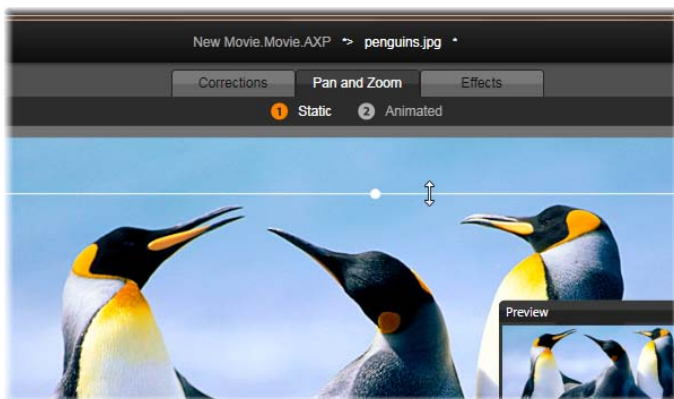 New Movie.Movie.AXP *> penguins.jpg *
Corrections Pan and Zoom Effects
1 Static 2 Animated
Preview